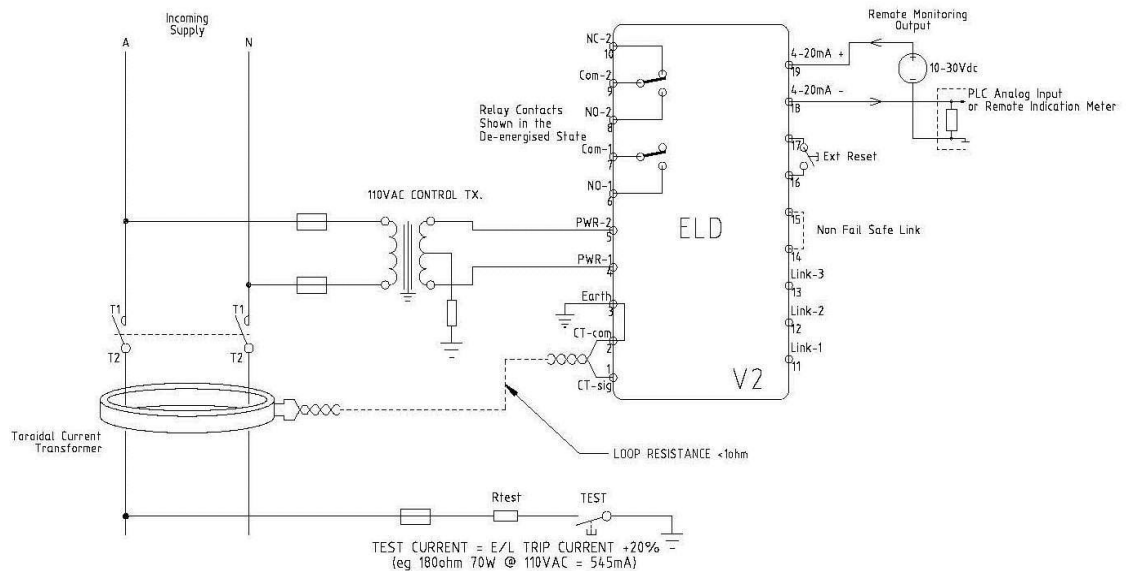 Incoming
Supply
A
N
Remote Monitoring
Output
NC-2
10
Com-2
9
NO-2
8
Com-1
7
NO-1
6
PWR-2
5
PWR-1
4
Earth
3
CT-com
2
1
CT-sig
Relay Contacts
Shown in the
De-energised State
110VAC CONTROL TX.
ELD
V2
4-20mA +
19
10-30Vdc
4-20mA -
18
PLC Analog Input
or Remote Indication Meter
17
Ext Reset
16
15
Non Fail Safe Link
14
Link-3
13
Link-2
12
Link-1
11
T1
T1
T2
T2
Toroidal Current
Transformer
LOOP RESISTANCE <1ohm
Rtest
TEST
TEST CURRENT = E/L TRIP CURRENT +20%
(eg 180ohm 70W @ 110VAC = 545mA)